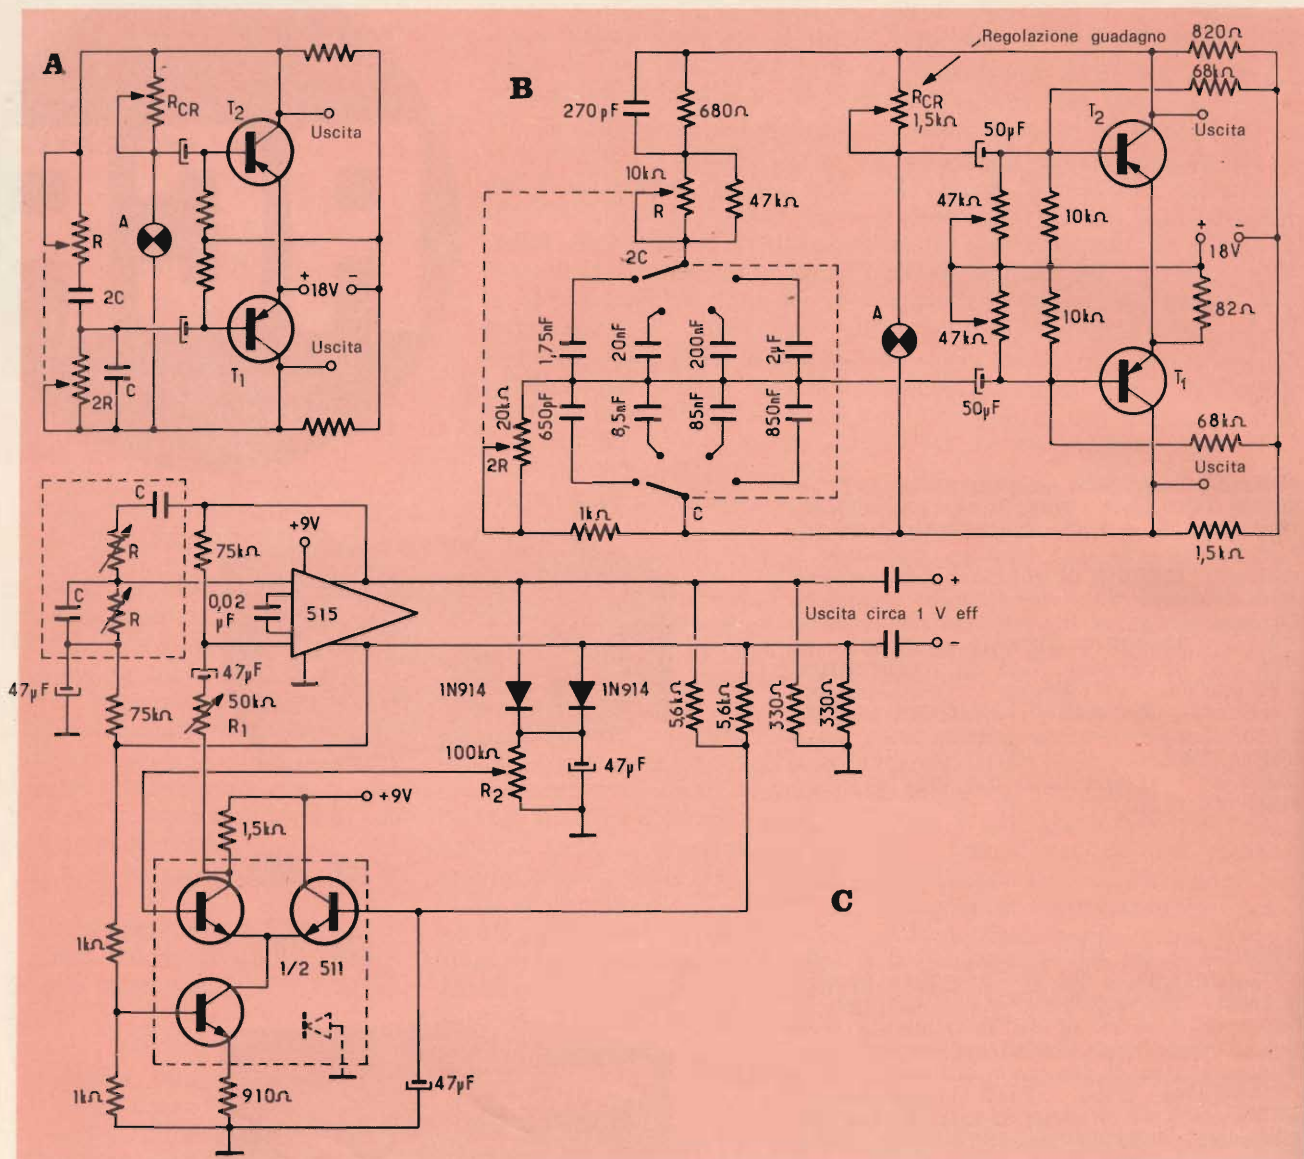 A
R CR
T2
Uscita
A
R
+ -
18V
2C
Uscita
T1
C
2R
B
Regolazione guadagno
820Ω
68kΩ
270pF
680Ω
R CR
1,5kΩ
T2
50μF
Uscita
10kΩ
R
47kΩ
47kΩ
10kΩ
+ -
18V
2C
1,75nF
20nF
200nF
2μF
A
47kΩ
10kΩ
82Ω
20kΩ
2R
650pF
8,5nF
85nF
850nF
50μF
T1
68kΩ
Uscita
1kΩ
C
1,5kΩ
C
+9V
R
75kΩ
C
R
0,02
μF
515
+
Uscita circa 1 V eff
-
47μF
47μF
50kΩ
R1
75kΩ
1N914
1N914
5,6kΩ
5,6kΩ
330Ω
330Ω
100kΩ
R2
47μF
+9V
1,5kΩ
C
1kΩ
1/2 511
1kΩ
910Ω
47μF